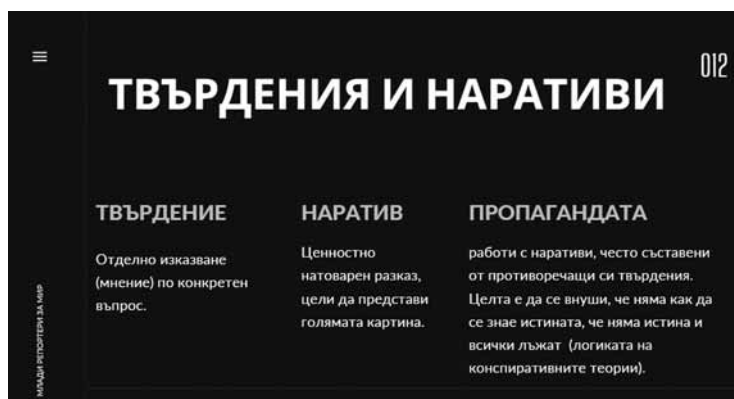 012
ТВЪРДЕНИЯ И НАРАТИВИ
ТВЪРДЕНИЕ
Отделно изказване
(мнение) по конкретен
въпрос.
НАРАТИВ
Ценностно
натоварен разказ,
цели да представи
голямата картина.
ПРОПАГАНДАТА
работи с наративи, често съставени
от противоречащи си твърдения.
Целта е да се внуши, че няма как да
се знае истината, че няма истина и
всички лъжат (логиката на
конспиративните теории).
МЛАДИ РЕПОРТЕРИ ЗА МИР